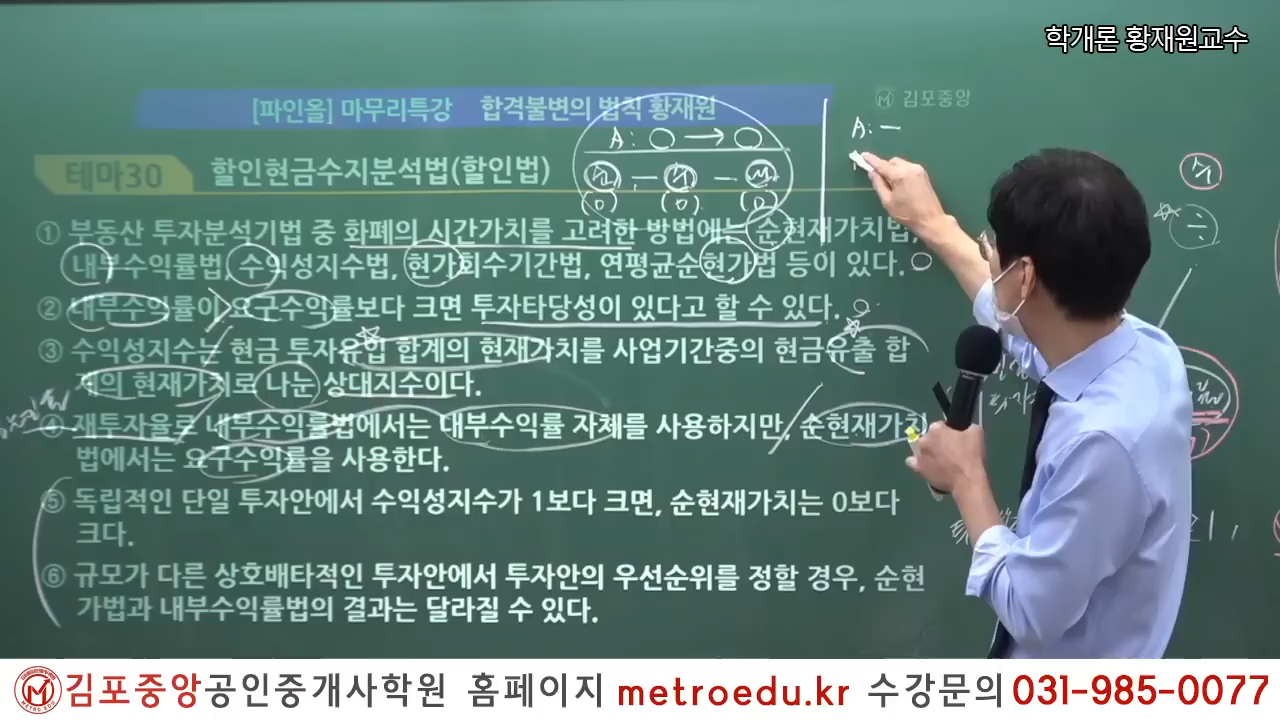 학개론 황재원교수
김포중앙
[파인올] 마무리특강 합격불변의 법칙 황재원
A: ○ → ○
A: ー
테마30
할인현금수지분석법(할인법)
① 부동산 투자분석기법 중 화폐의 시간가치를 고려한 방법에는 순현재가치법,
내부수익률법, 수익성지수법, 현가회수기간법, 연평균순현가법 등이 있다.
② 내부수익률이 요구수익률보다 크면 투자타당성이 있다고 할 수 있다.
③ 수익성지수는 현금 투자유입 합계의 현재가치를 사업기간중의 현금유출 합
계의 현재가치로 나눈 상대지수이다.
④ 재투자율로 내부수익률법에서는 내부수익률 자체를 사용하지만, 순현재가치
법에서는 요구수익률을 사용한다.
⑤ 독립적인 단일 투자안에서 수익성지수가 1보다 크면, 순현재가치는 0보다
크다.
⑥ 규모가 다른 상호배타적인 투자안에서 투자안의 우선순위를 정할 경우, 순현
가법과 내부수익률법의 결과는 달라질 수 있다.
수
÷
METRO EDU
김포중앙공인중개사학원 홈페이지 metroedu.kr 수강문의 031-985-0077